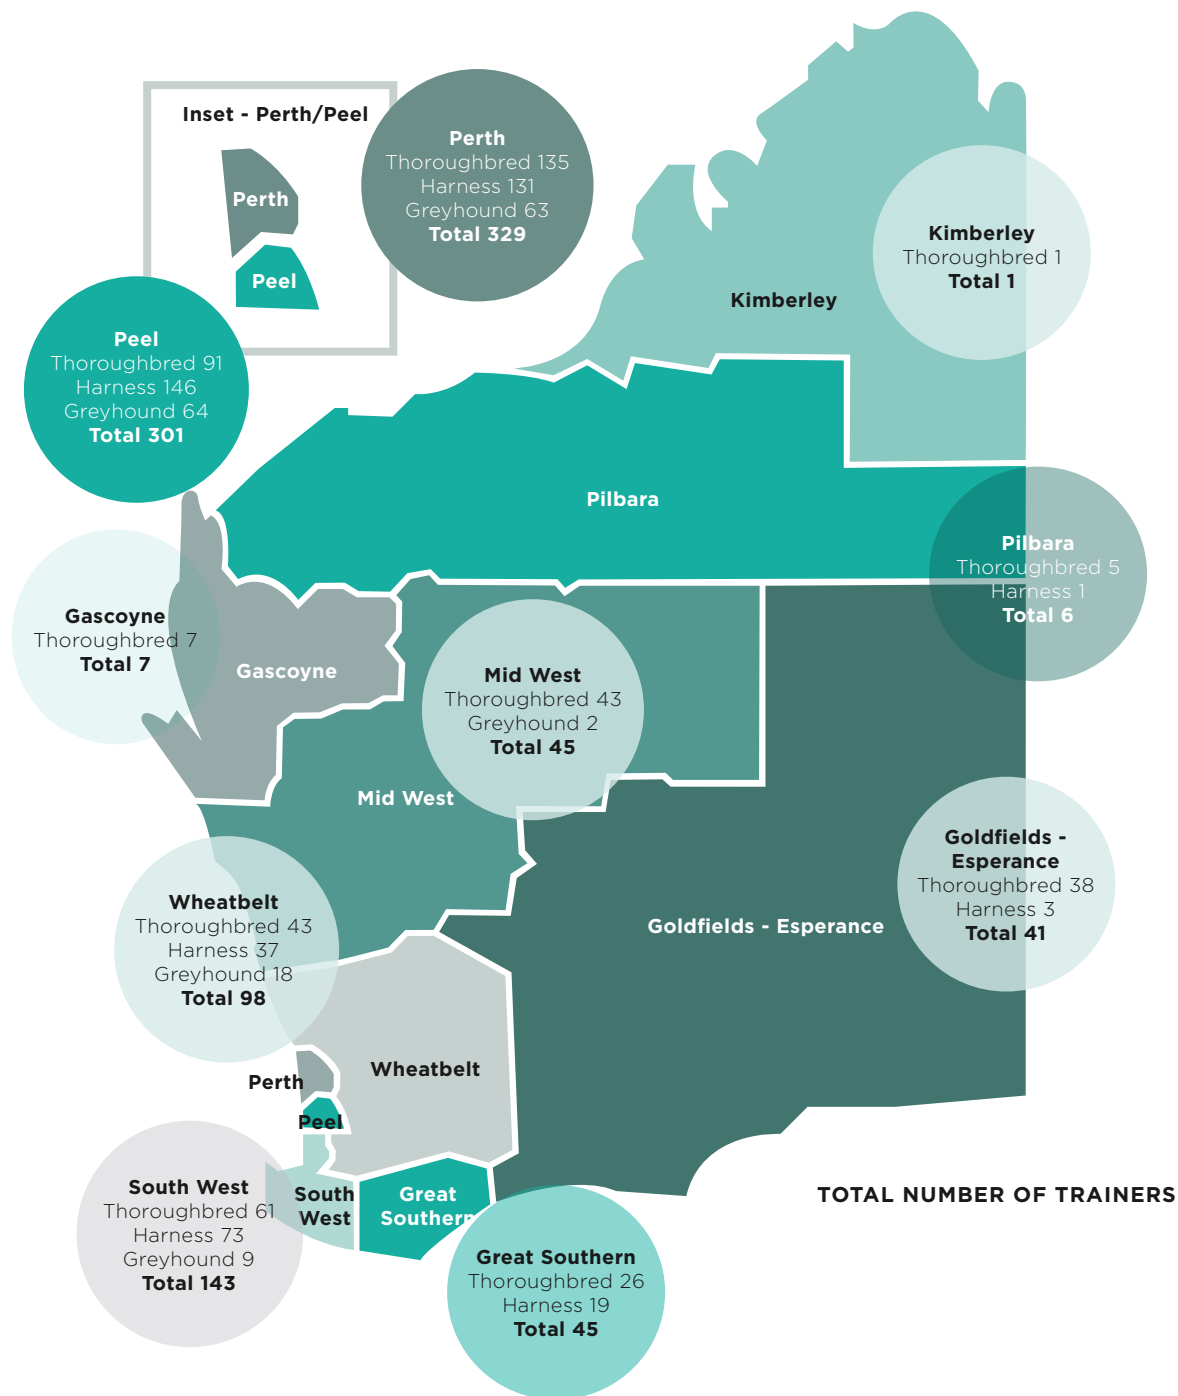 Inset - Perth/Peel
Perth
Peel
Perth
Thoroughbred 135
Harness 131
Greyhound 63
Total 329
Kimberley
Thoroughbred 1
Total 1
Kimberley
Peel
Thoroughbred 91
Harness 146
Greyhound 64
Total 301
Pilbara
Pilbara
Thoroughbred 5
Harness 1
Total 6
Gascoyne
Thoroughbred 7
Total 7
Gascoyne
Mid West
Thoroughbred 43
Greyhound 2
Total 45
Mid West
Goldfields -
Esperance
Thoroughbred 38
Harness 3
Total 41
Goldfields - Esperance
Wheatbelt
Thoroughbred 43
Harness 37
Greyhound 18
Total 98
Wheatbelt
Perth
Peel
South West
Thoroughbred 61
Harness 73
Greyhound 9
Total 143
South
West
Great
Southern
TOTAL NUMBER OF TRAINERS
Great Southern
Thoroughbred 26
Harness 19
Total 45